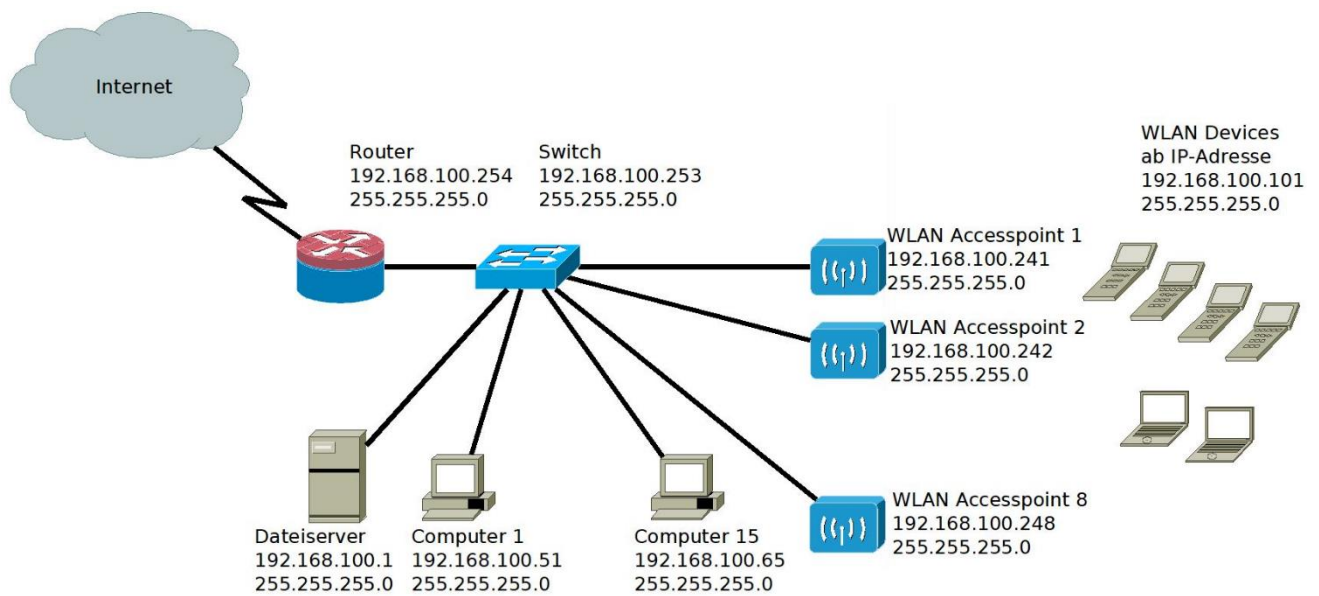 Internet
Router
192.168.100.254
255.255.255.0
Switch
192.168.100.253
255.255.255.0
WLAN Devices
ab IP-Adresse
192.168.100.101
255.255.255.0
WLAN Accesspoint 1
192.168.100.241
255.255.255.0
WLAN Accesspoint 2
192.168.100.242
255.255.255.0
WLAN Accesspoint 8
192.168.100.248
255.255.255.0
Dateiserver
192.168.100.1
255.255.255.0
Computer 1
192.168.100.51
255.255.255.0
Computer 15
192.168.100.65
255.255.255.0